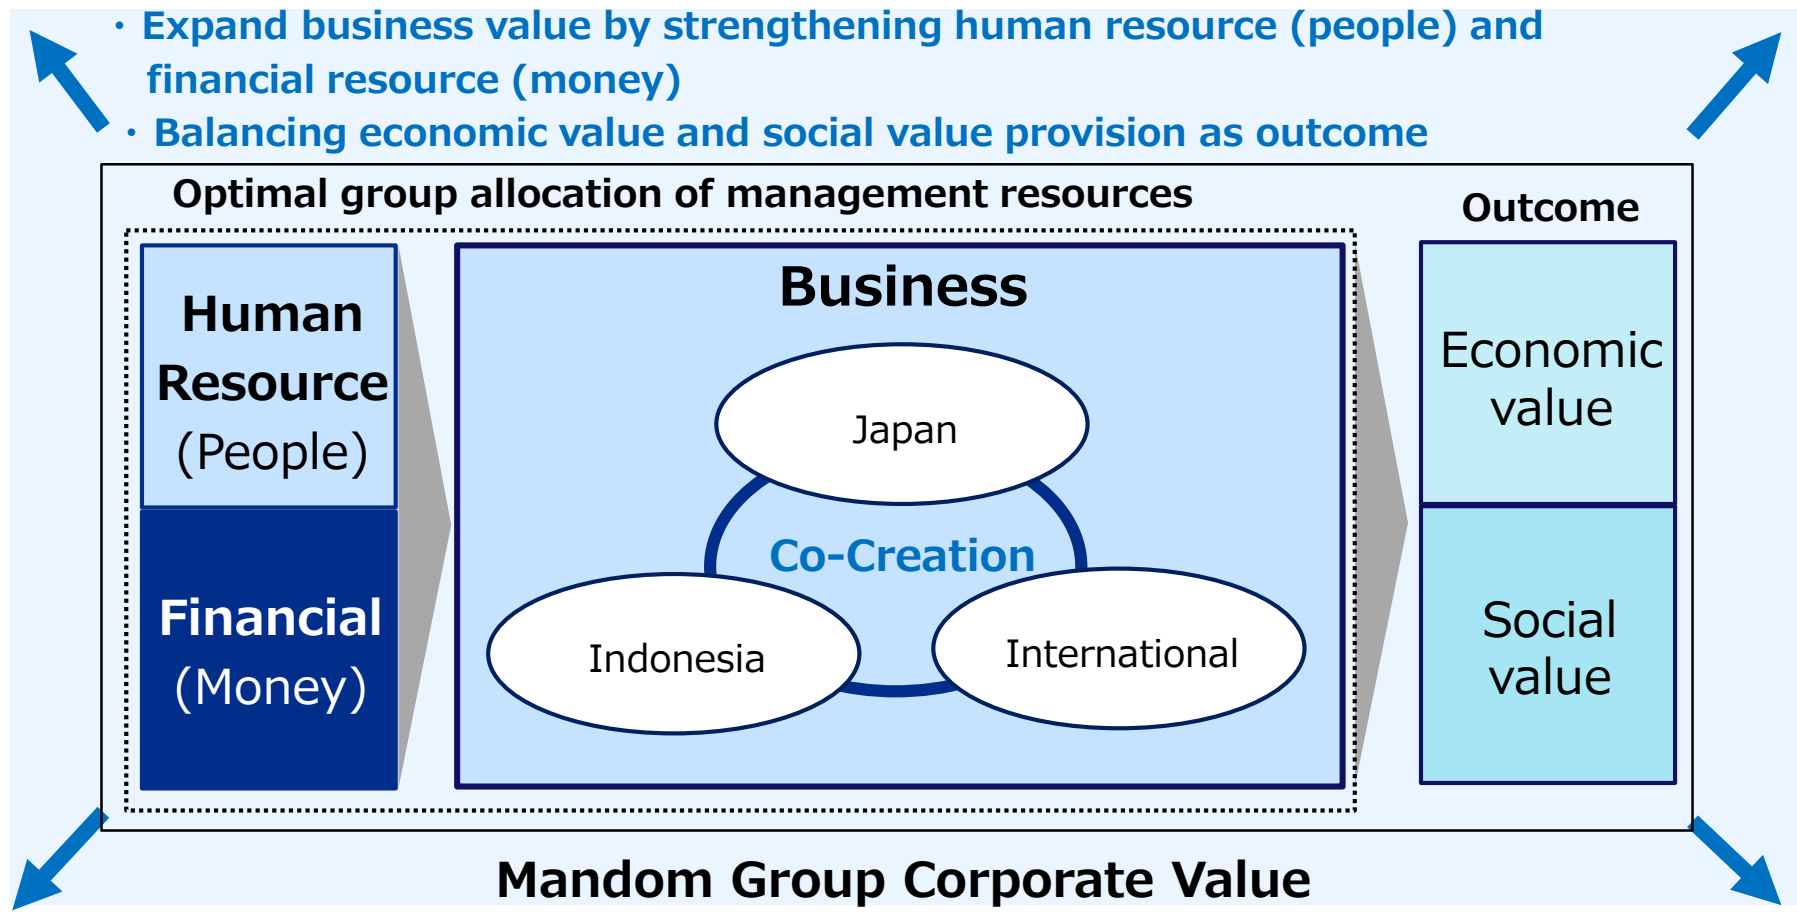 ・Expand business value by strengthening human resource (people) and
financial resource (money)
・Balancing economic value and social value provision as outcome
Optimal group allocation of management resources
Outcome
Human
Resource
(People)
Financial
(Money)
Business
Japan
Co-Creation
Indonesia
International
Economic
value
Social
value
Mandom Group Corporate Value